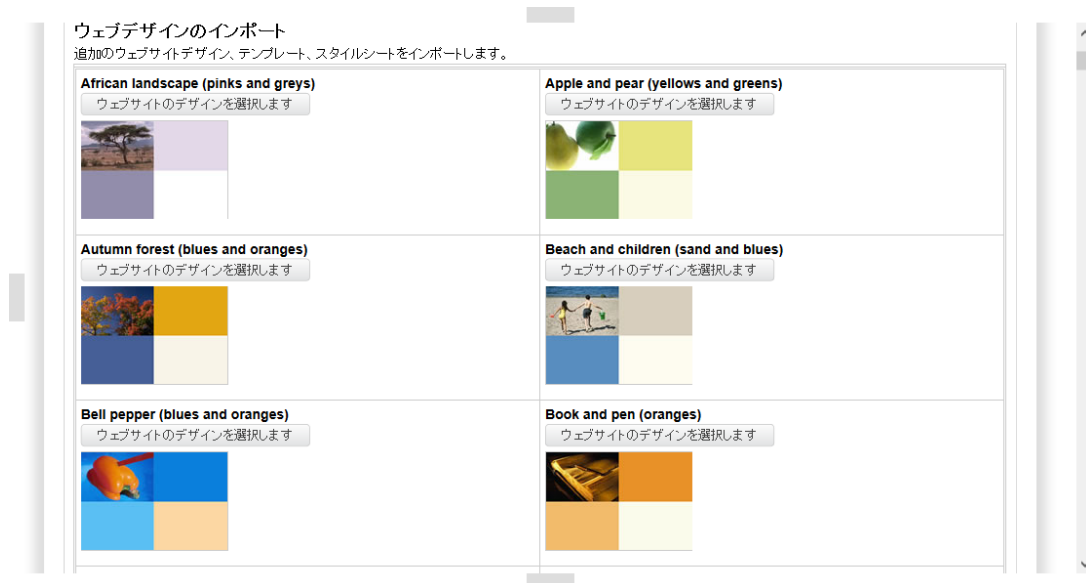 ウェブデザインのインポート
追加のウェブサイトデザイン、テンプレート、スタイルシートをインポートします。
African landscape (pinks and greys)
ウェブサイトのデザインを選択します
Apple and pear (yellows and greens)
ウェブサイトのデザインを選択します
Autumn forest (blues and oranges)
ウェブサイトのデザインを選択します
Beach and children (sand and blues)
ウェブサイトのデザインを選択します
Bell pepper (blues and oranges)
ウェブサイトのデザインを選択します
Book and pen (oranges)
ウェブサイトのデザインを選択します